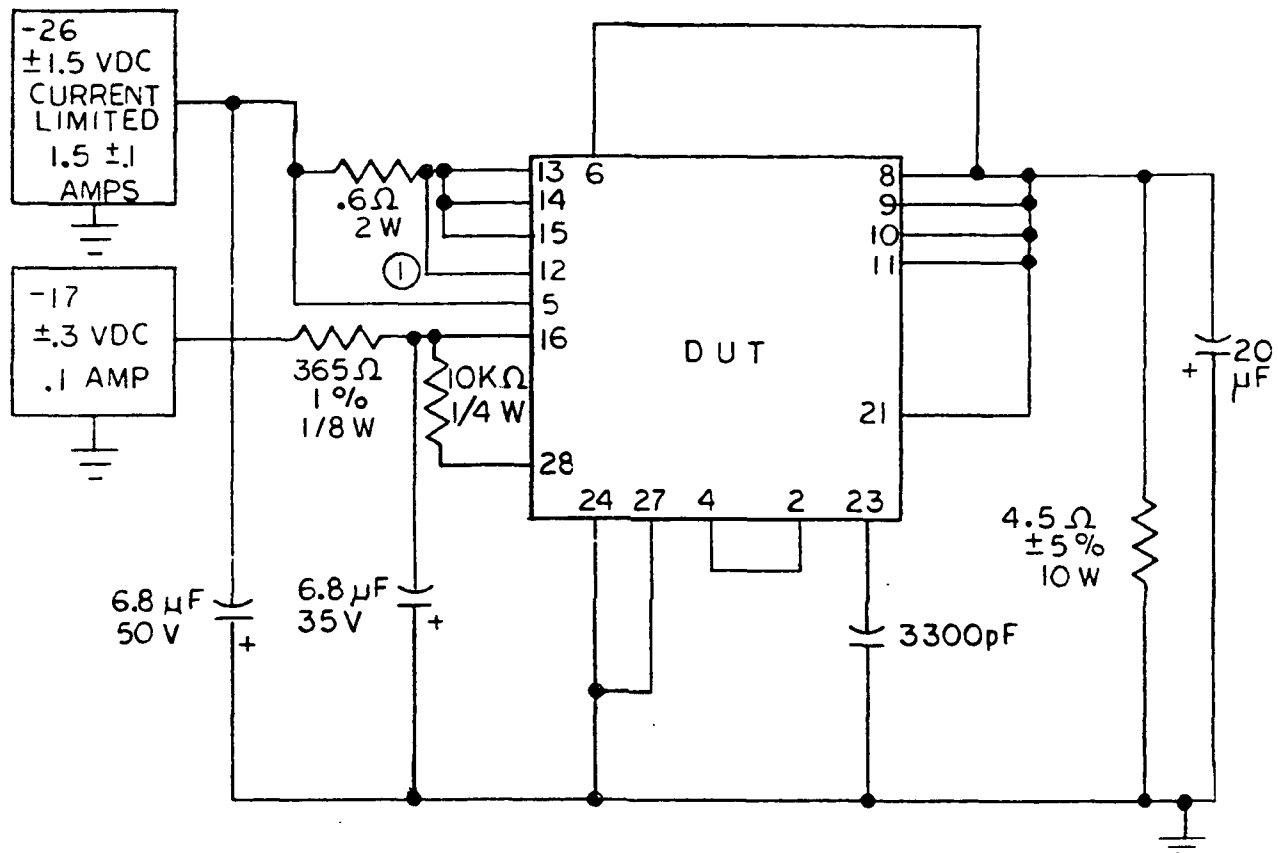 -26
±1.5 VDC
CURRENT
LIMITED
1.5 ±.1
AMPS
-17
±.3 VDC
.1 AMP
.6Ω
2 W
①
365Ω
1%
1/8 W
10KΩ
1/4 W
13
14
15
12
5
16
28
6
DUT
8
9
10
11
21
24
27
4
2
23
6.8 µF
50 V
+
6.8 µF
35V
+
3300pF
4.5 Ω
±5%
10 W
20
µF
+